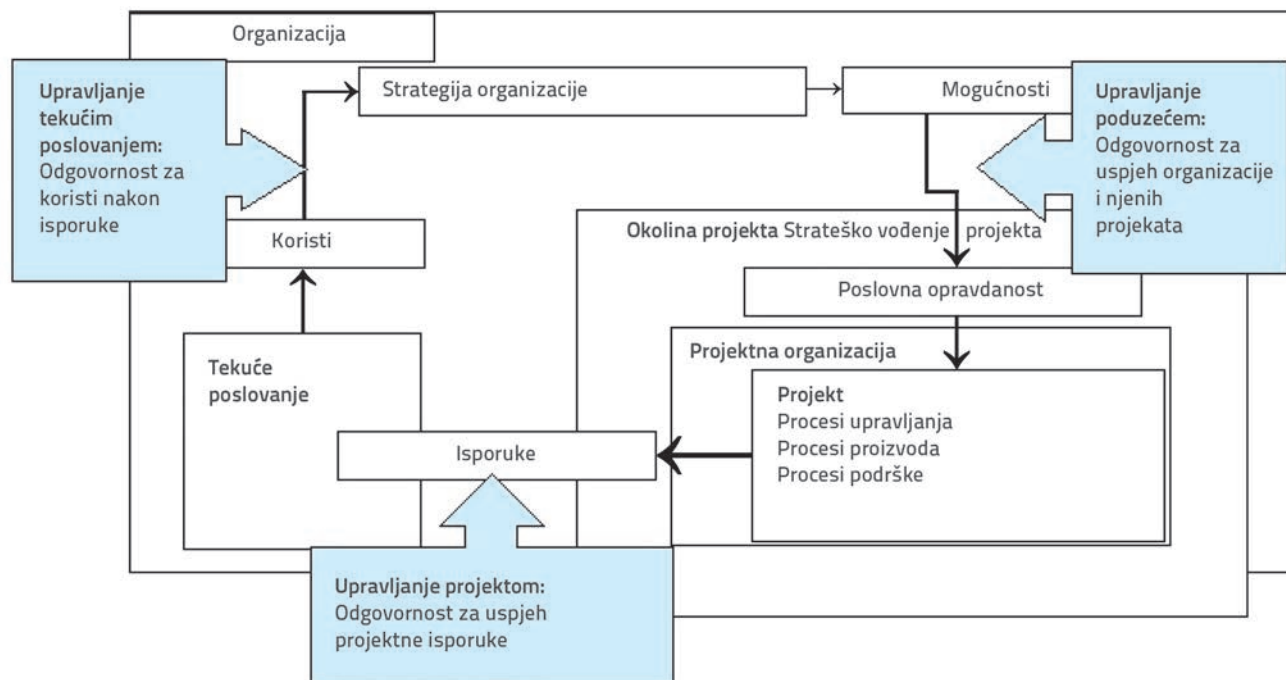 Organizacija
Upravljanje
tekućim
poslovanjem:
Odgovornost za
koristi nakon
isporuke
Strategija organizacije
Mogućnosti
Upravljanje
poduzećem:
Odgovornost za
uspjeh organizacije
i njenih
projekata
Koristi
Okolina projekta Strateško vođenje projekta
Poslovna opravdanost
Projektna organizacija
Tekuće
poslovanje
Projekt
Procesi upravljanja
Procesi proizvoda
Procesi podrške
Isporuke
Upravljanje projektom:
Odgovornost za uspjeh
projektne isporuke